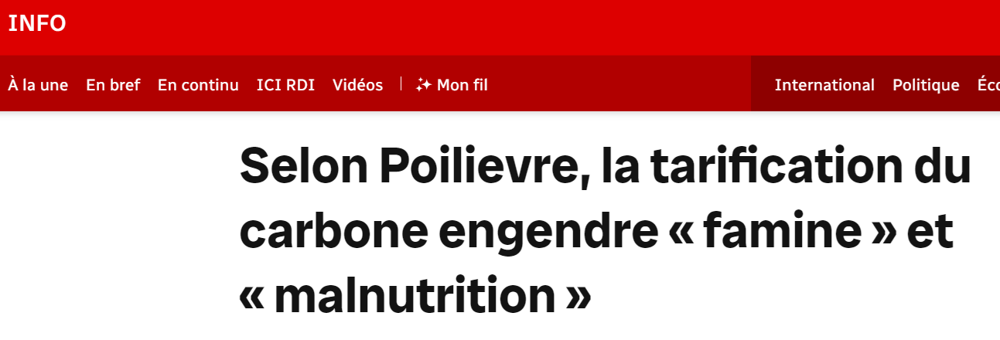 INFO
À la une En bref En continu ICI RDI Vidéos Mon fil International Politique
Selon Poilievre, la tarification du
carbone engendre « famine » et
« malnutrition »